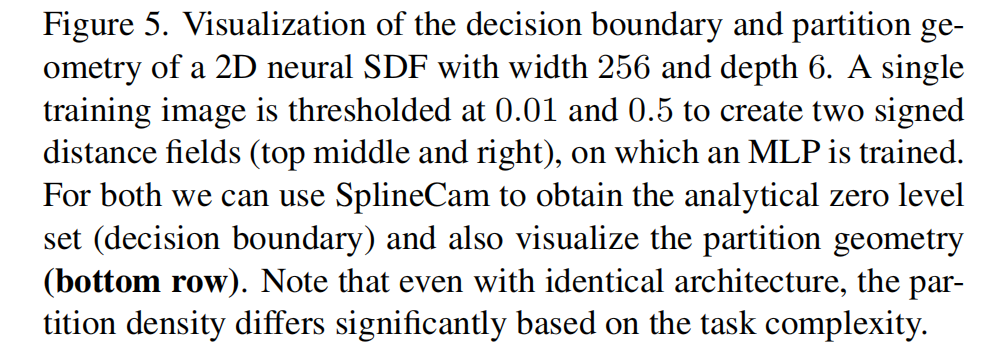 Figure 5. Visualization of the decision boundary and partition ge-
ometry of a 2D neural SDF with width 256 and depth 6. A single
training image is thresholded at 0.01 and 0.5 to create two signed
distance fields (top middle and right), on which an MLP is trained.
For both we can use SplineCam to obtain the analytical zero level
set (decision boundary) and also visualize the partition geometry
(bottom row). Note that even with identical architecture, the par-
tition density differs significantly based on the task complexity.